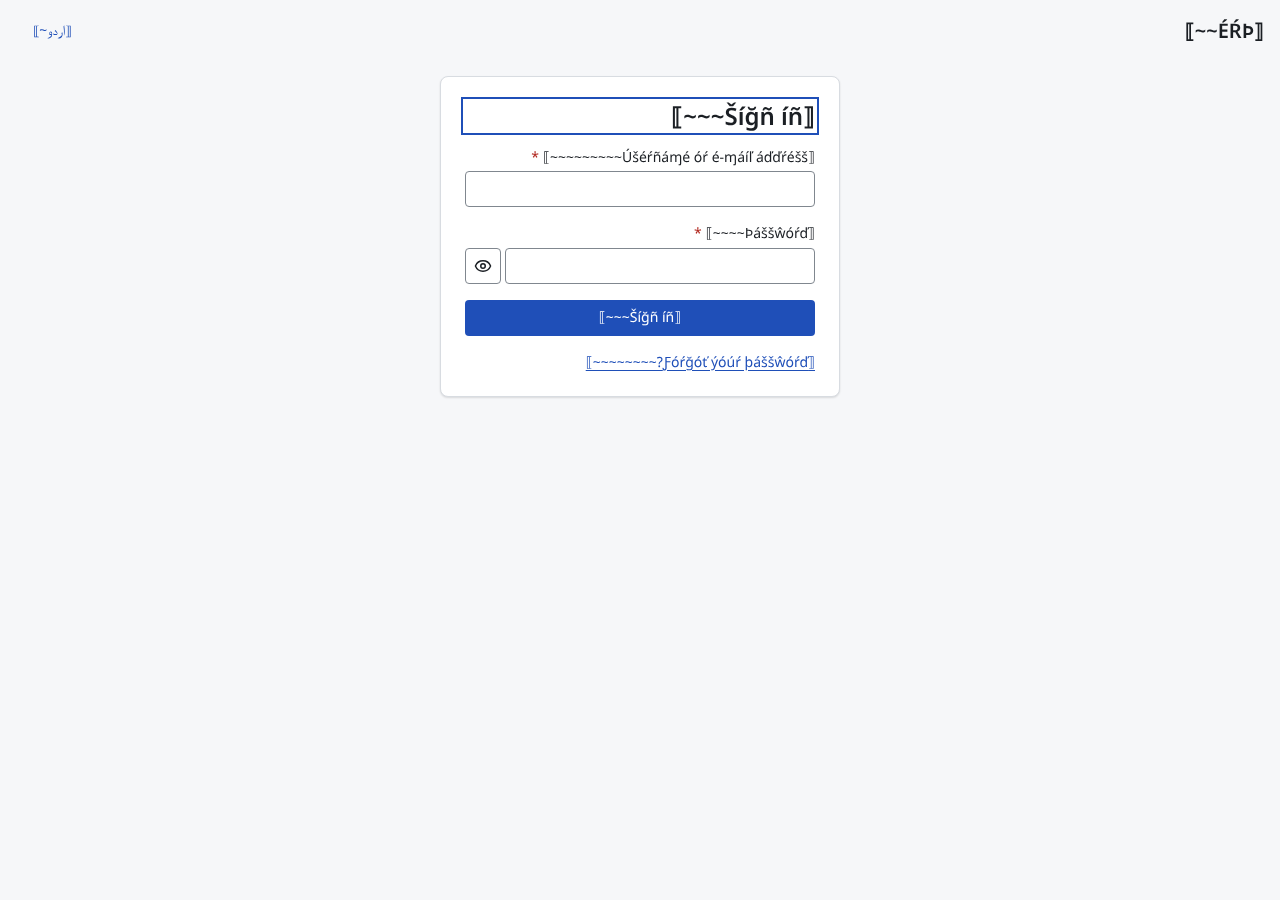 ⟦ÉŔÞ~~⟧
⟦اردو~⟧
⟦Šíğñ íñ~~~⟧
⟦Úšéŕñáɱé óŕ é-ɱáíľ áďďŕéšš~~~~~~~~~⟧ *
⟦Þáššŵóŕď~~~~⟧ *
⟦Šíğñ íñ~~~⟧
⟦Ƒóŕğóť ýóúŕ þáššŵóŕď?~~~~~~~~⟧